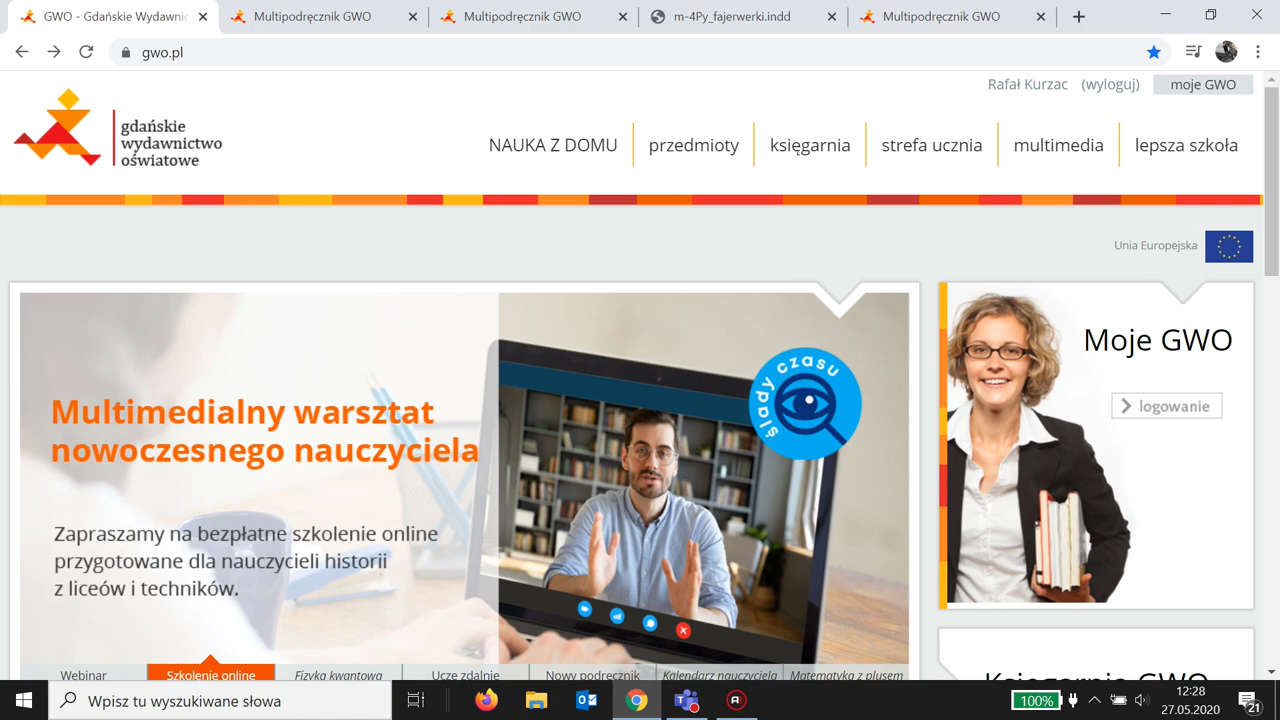 GWO - Gdańskie Wydawnic
Multipodręcznik GWO
Multipodręcznik GWO
m-4Py_fajerwerki.indd
Multipodręcznik GWO
gwo.pl
Rafał Kurzac (wyloguj) moje GWO
gdańskie
wydawnictwo
oświatowe
NAUKA Z DOMU przedmioty księgarnia strefa ucznia multimedia lepsza szkoła
Unia Europejska
ślady czasu
Multimedialny warsztat
nowoczesnego nauczyciela
Zapraszamy na bezpłatne szkolenie online
przygotowane dla nauczycieli historii
z liceów i techników.
Moje GWO
logowanie
Webinar Szkolenie online Fizyka kwantowa Uczę zdalnie Nowy podręcznik Kalendarz nauczyciela Matematyka z plusem
Księgarnia GWO
Wpisz tu wyszukiwane słowa
100%
12:28
27.05.2020
21